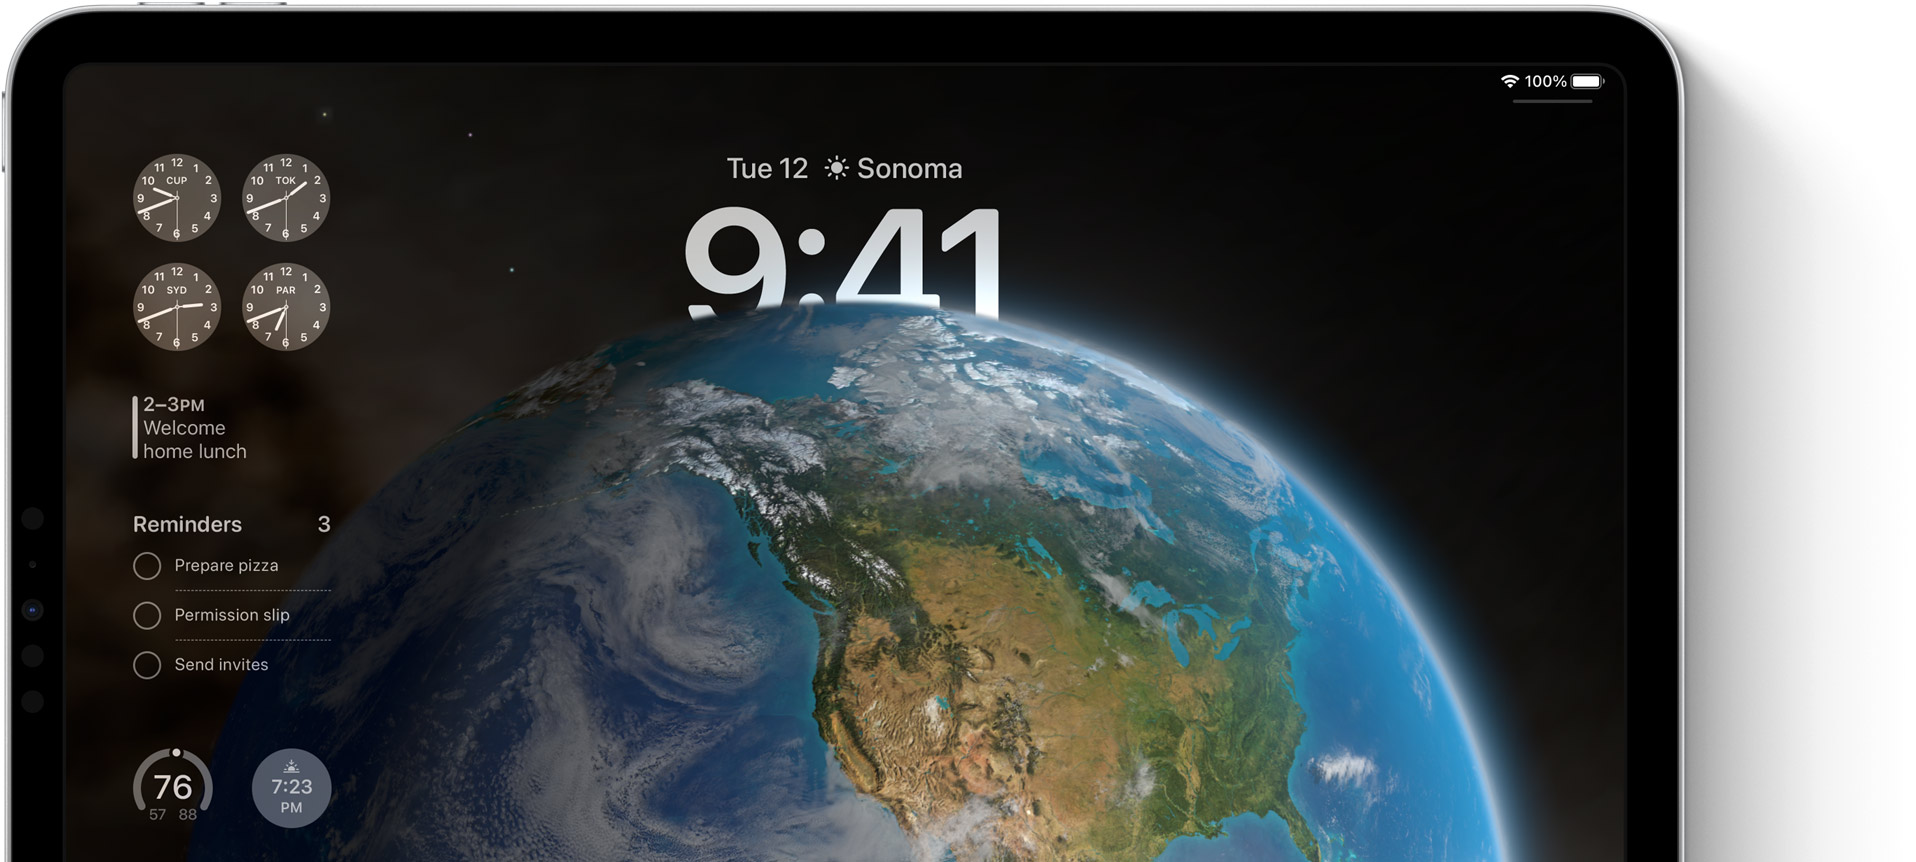 100%
Tue 12 Sonoma
9:41
12
11 1
10 CUP 2
9 3
8 4
7 5
6
12
11 1
10 TOK 2
9 3
8 4
7 5
6
12
11 1
10 SYD 2
9 3
8 4
7 5
6
12
11 1
10 PAR 2
9 3
8 4
7 5
6
2–3PM
Welcome
home lunch
Reminders 3
Prepare pizza
Permission slip
Send invites
76
57 88
7:23
PM